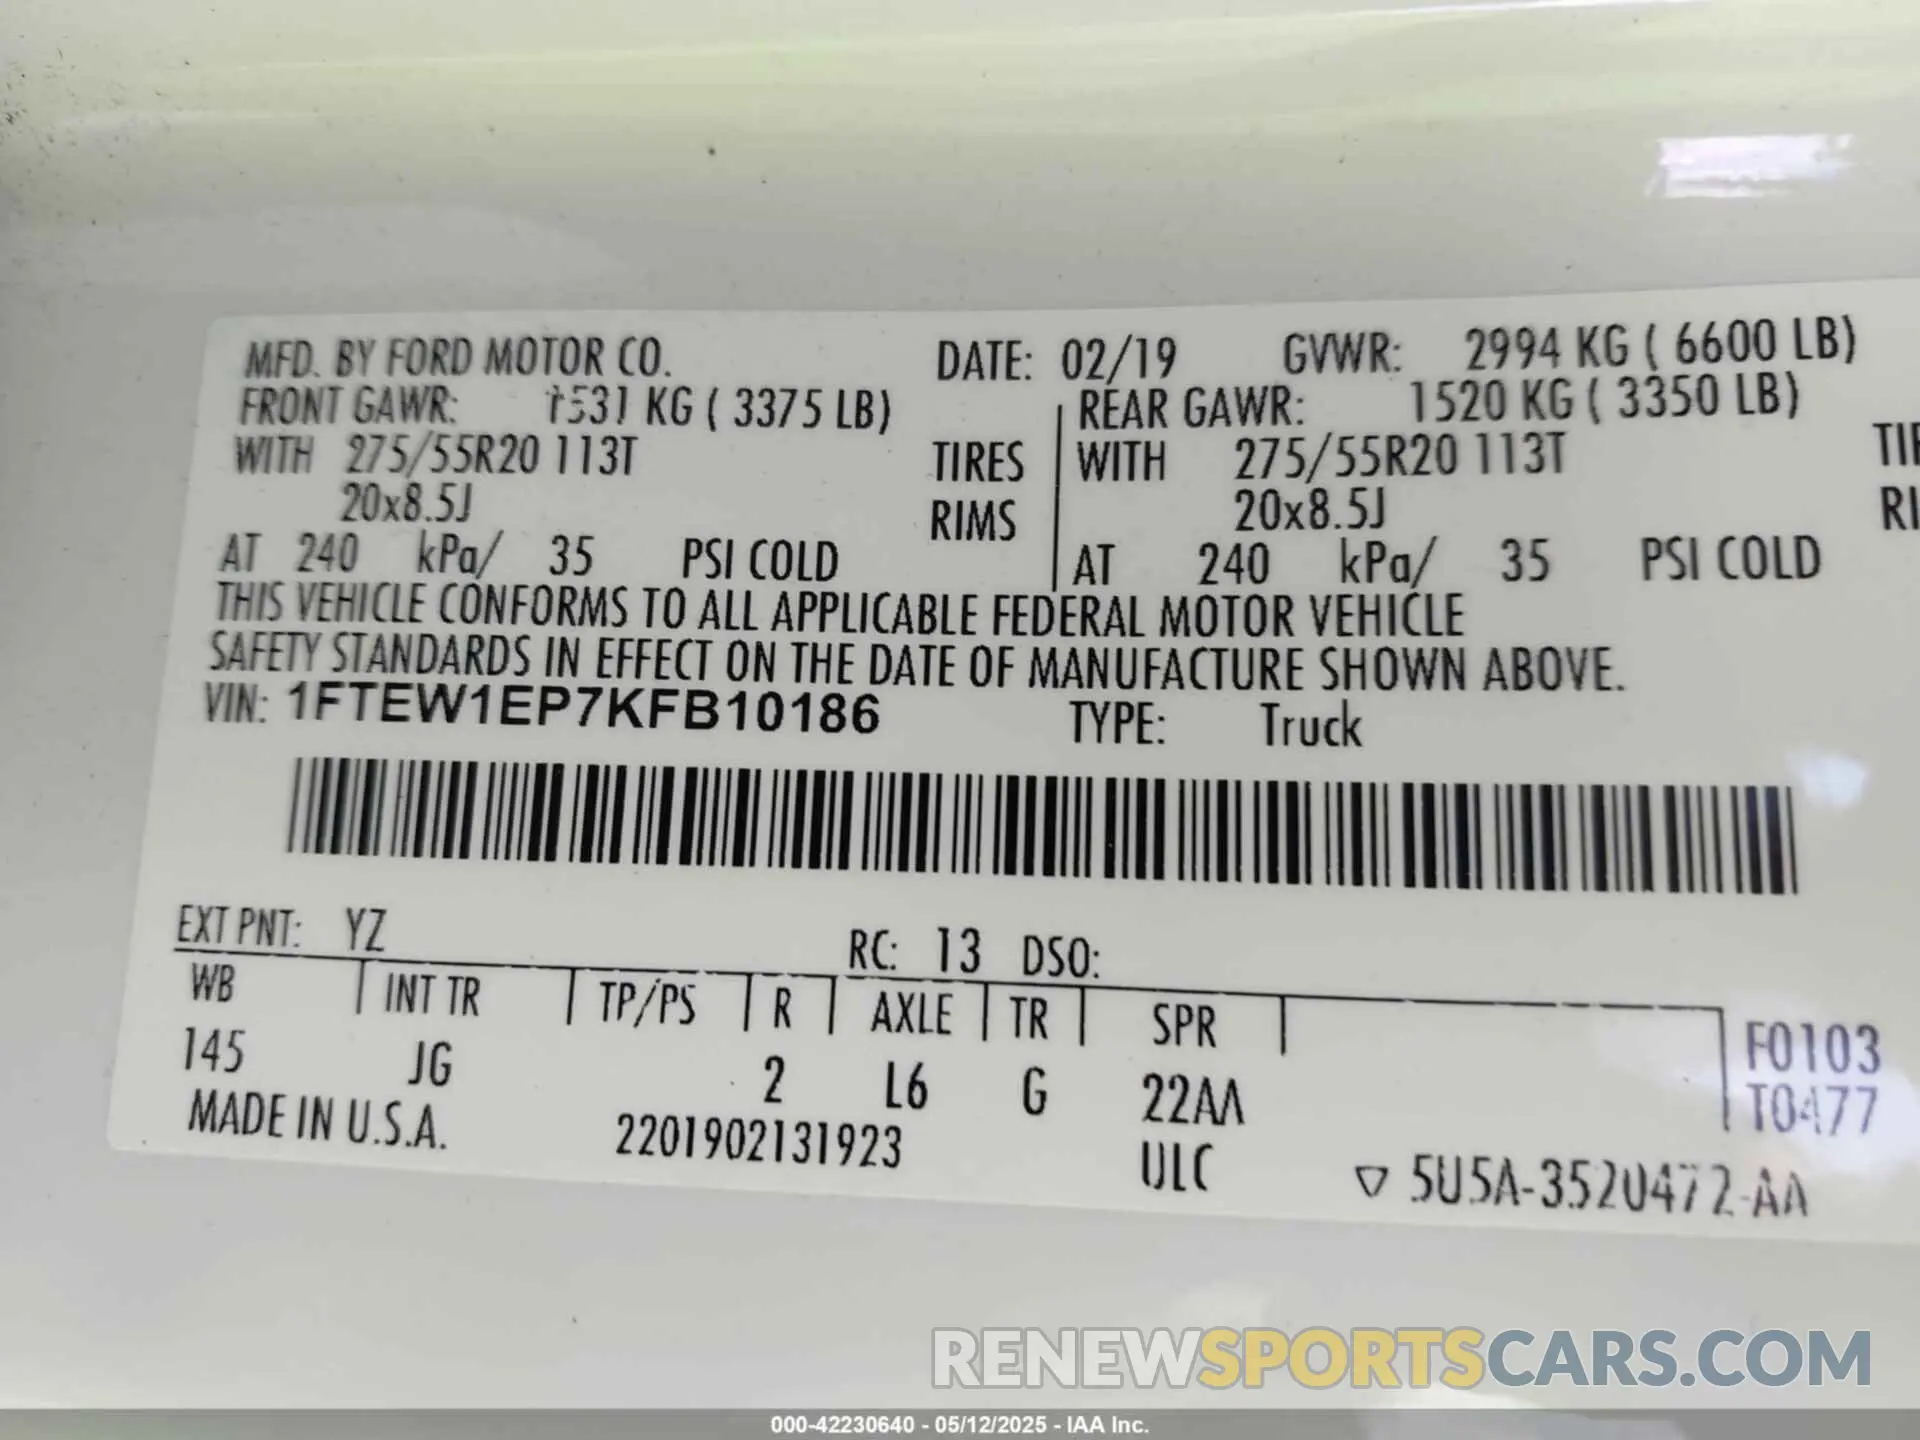 MFD. BY FORD MOTOR CO. DATE: 02/19 GVWR: 2994 KG ( 6600 LB)
FRONT GAWR: 1531 KG ( 3375 LB) REAR GAWR: 1520 KG ( 3350 LB)
WITH 275/55R20 113T TIRES WITH 275/55R20 113T TI
20x8.5J RIMS 20x8.5J RI
AT 240 kPa/ 35 PSI COLD AT 240 kPa/ 35 PSI COLD
THIS VEHICLE CONFORMS TO ALL APPLICABLE FEDERAL MOTOR VEHICLE
SAFETY STANDARDS IN EFFECT ON THE DATE OF MANUFACTURE SHOWN ABOVE.
VIN: 1FTEW1EP7KFB10186 TYPE: Truck
EXT PNT: YZ RC: 13 DSO:
WB INT TR TP/PS R AXLE TR SPR
F0103
145 JG 2 L6 G 22AA
T0477
MADE IN U.S.A. 2201902131923 ULC ▽ 5U5A-3520472-AA
RENEWSPORTSCARS.COM
000-42230640 - 05/12/2025 - IAA Inc.